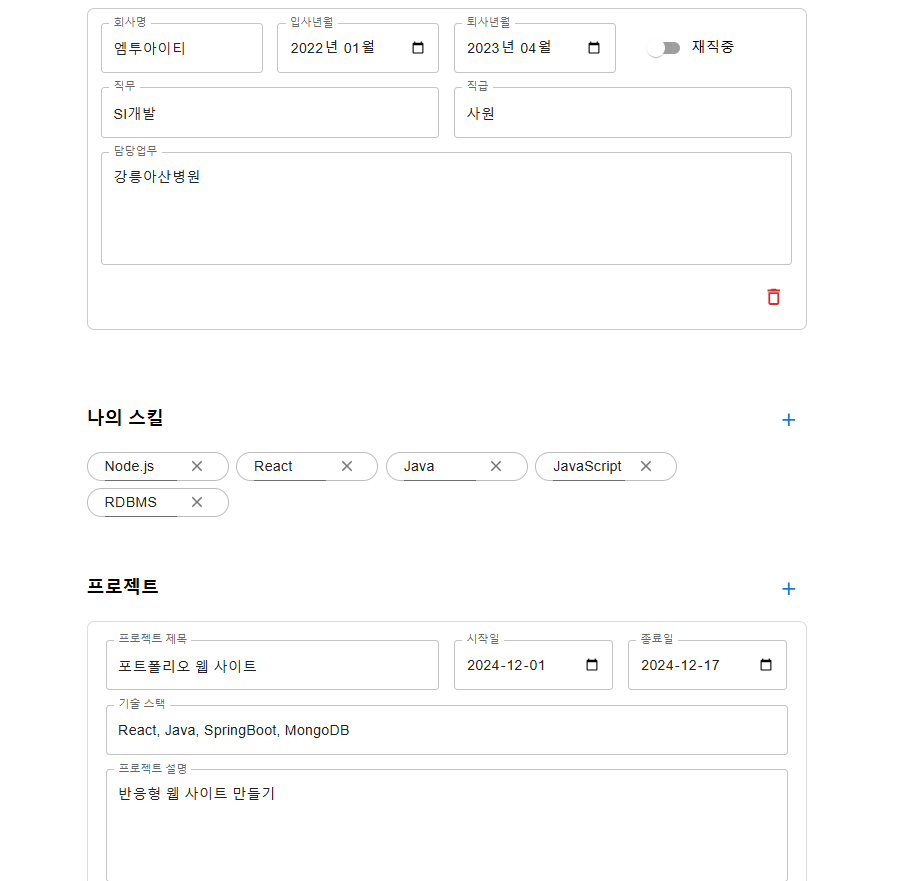 회사명 입사년월 퇴사년월
엠투아이티 2022년 01월 2023년 04월 재직중
직무 직급
SI개발 사원
담당업무
강릉아산병원
나의 스킬
Node.js React Java JavaScript
RDBMS
프로젝트
프로젝트 제목 시작일 종료일
포트폴리오 웹 사이트 2024-12-01 2024-12-17
기술 스택
React, Java, SpringBoot, MongoDB
프로젝트 설명
반응형 웹 사이트 만들기